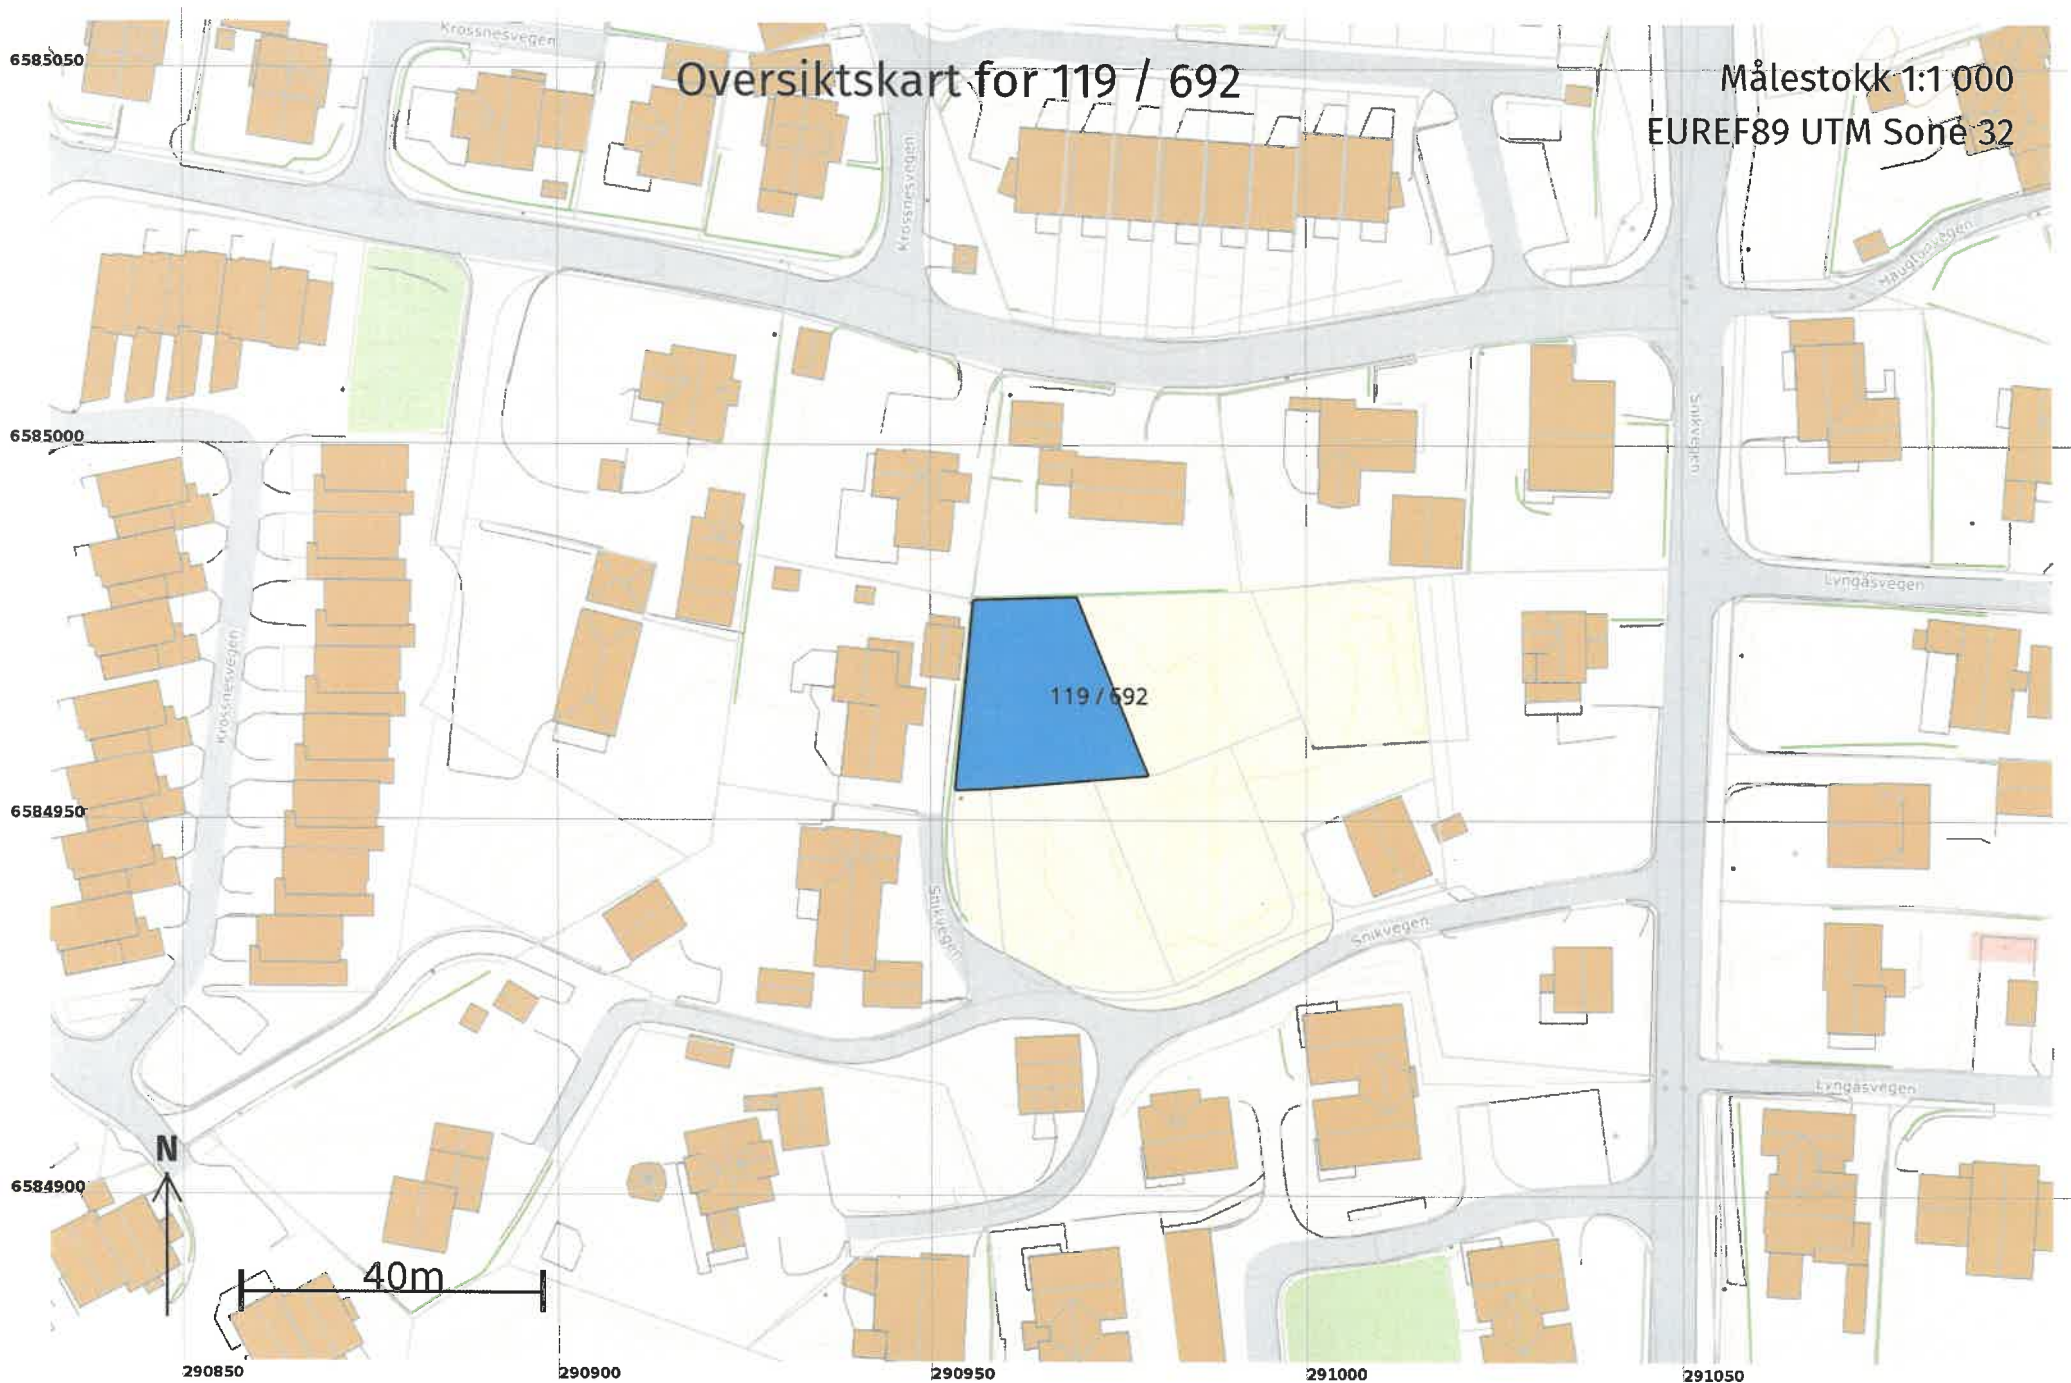 Krossnesvegen
6585050
Oversiktskart for 119 / 692
Målestokk 1:1 000
EUREF89 UTM Sone 32
Krossnesvegen
Haugtussvegen
6585000
Snikvegen
Lyngåsvegen
Krossnesvegen
119 / 692
6584950
Snikvegen
Snikvegen
Lyngåsvegen
N
6584900
40m
290850
290900
290950
291000
291050